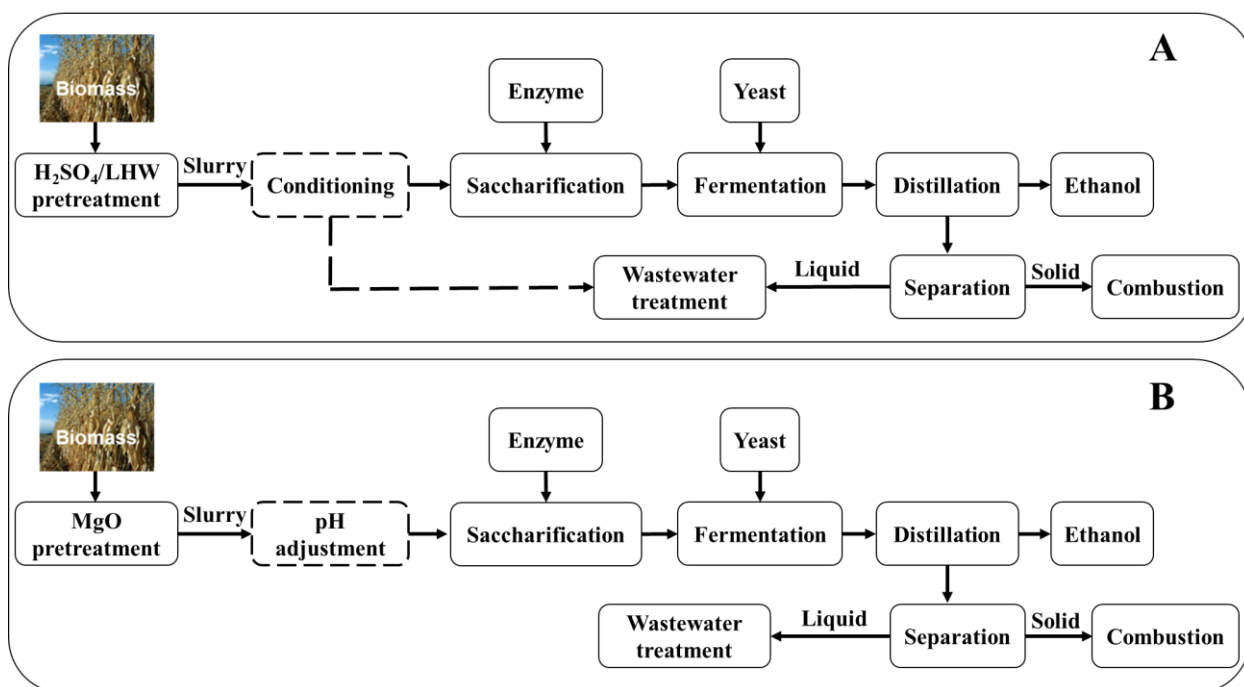 A
Biomass
Enzyme
Yeast
H₂SO₄/LHW
pretreatment
Slurry
Conditioning
Saccharification
Fermentation
Distillation
Ethanol
Wastewater
treatment
Liquid
Separation
Solid
Combustion
B
Biomass
Enzyme
Yeast
MgO
pretreatment
Slurry
pH
adjustment
Saccharification
Fermentation
Distillation
Ethanol
Wastewater
treatment
Liquid
Separation
Solid
Combustion